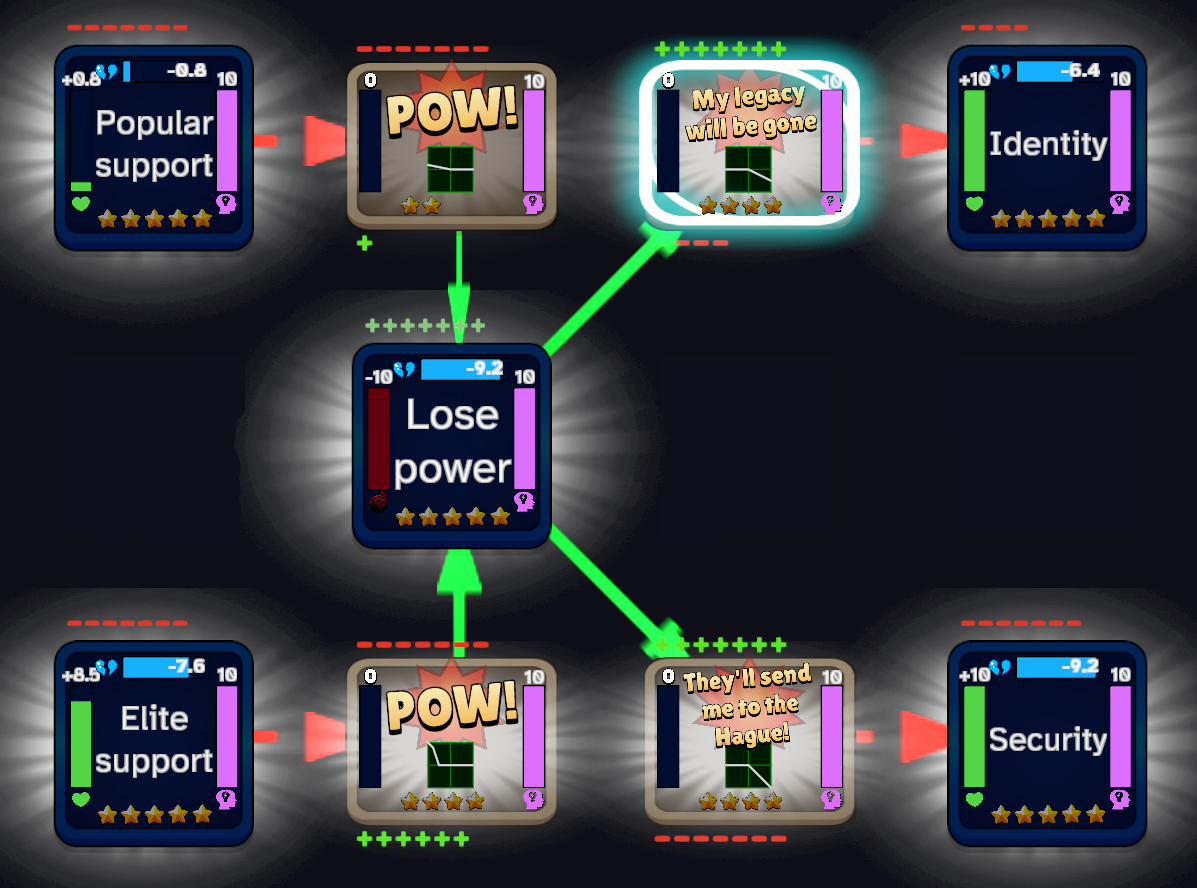 +0.8
-0.8
10
Popular
support
0
10
POW!
0
10
My legacy
will be gone
+10
-6.4
10
Identity
-10
-9.2
10
Lose
power
+8.5
-7.6
10
Elite
support
0
10
POW!
0
10
They'll send
me to the
Hague!
+10
-9.2
10
Security